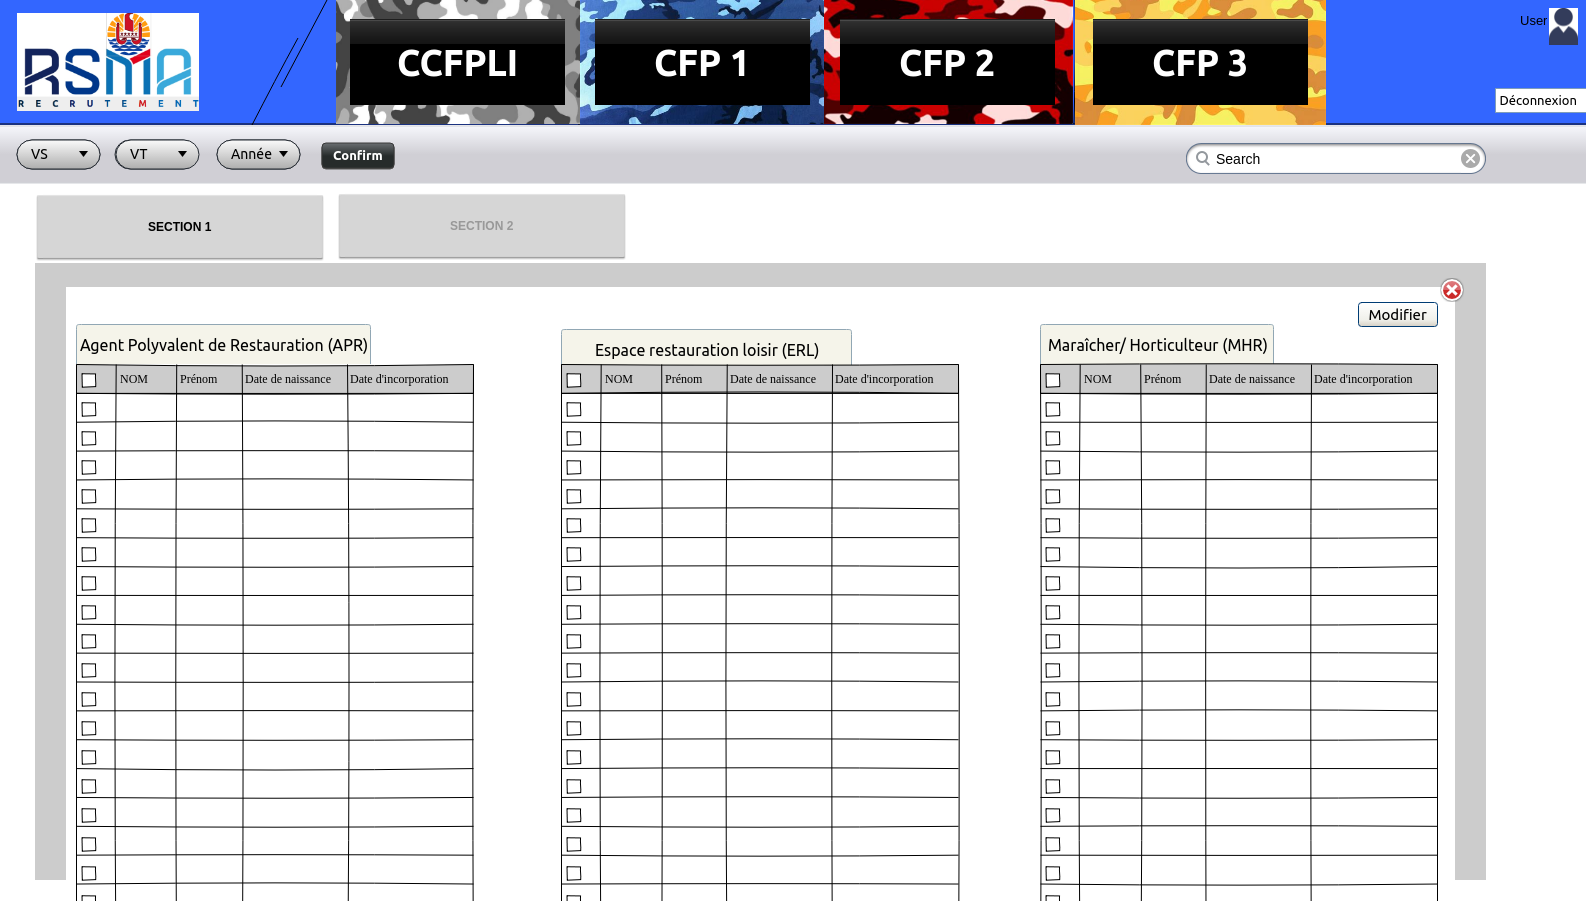 RSMA
RECRUTEMENT
CCFPLI
CFP 1
CFP 2
CFP 3
User
Déconnexion
VS
VT
Année
Confirm
Search
SECTION 1
SECTION 2
Modifier
Agent Polyvalent de Restauration (APR)
Espace restauration loisir (ERL)
Maraîcher/ Horticulteur (MHR)
NOM Prénom Date de naissance Date d'incorporation
NOM Prénom Date de naissance Date d'incorporation
NOM Prénom Date de naissance Date d'incorporation